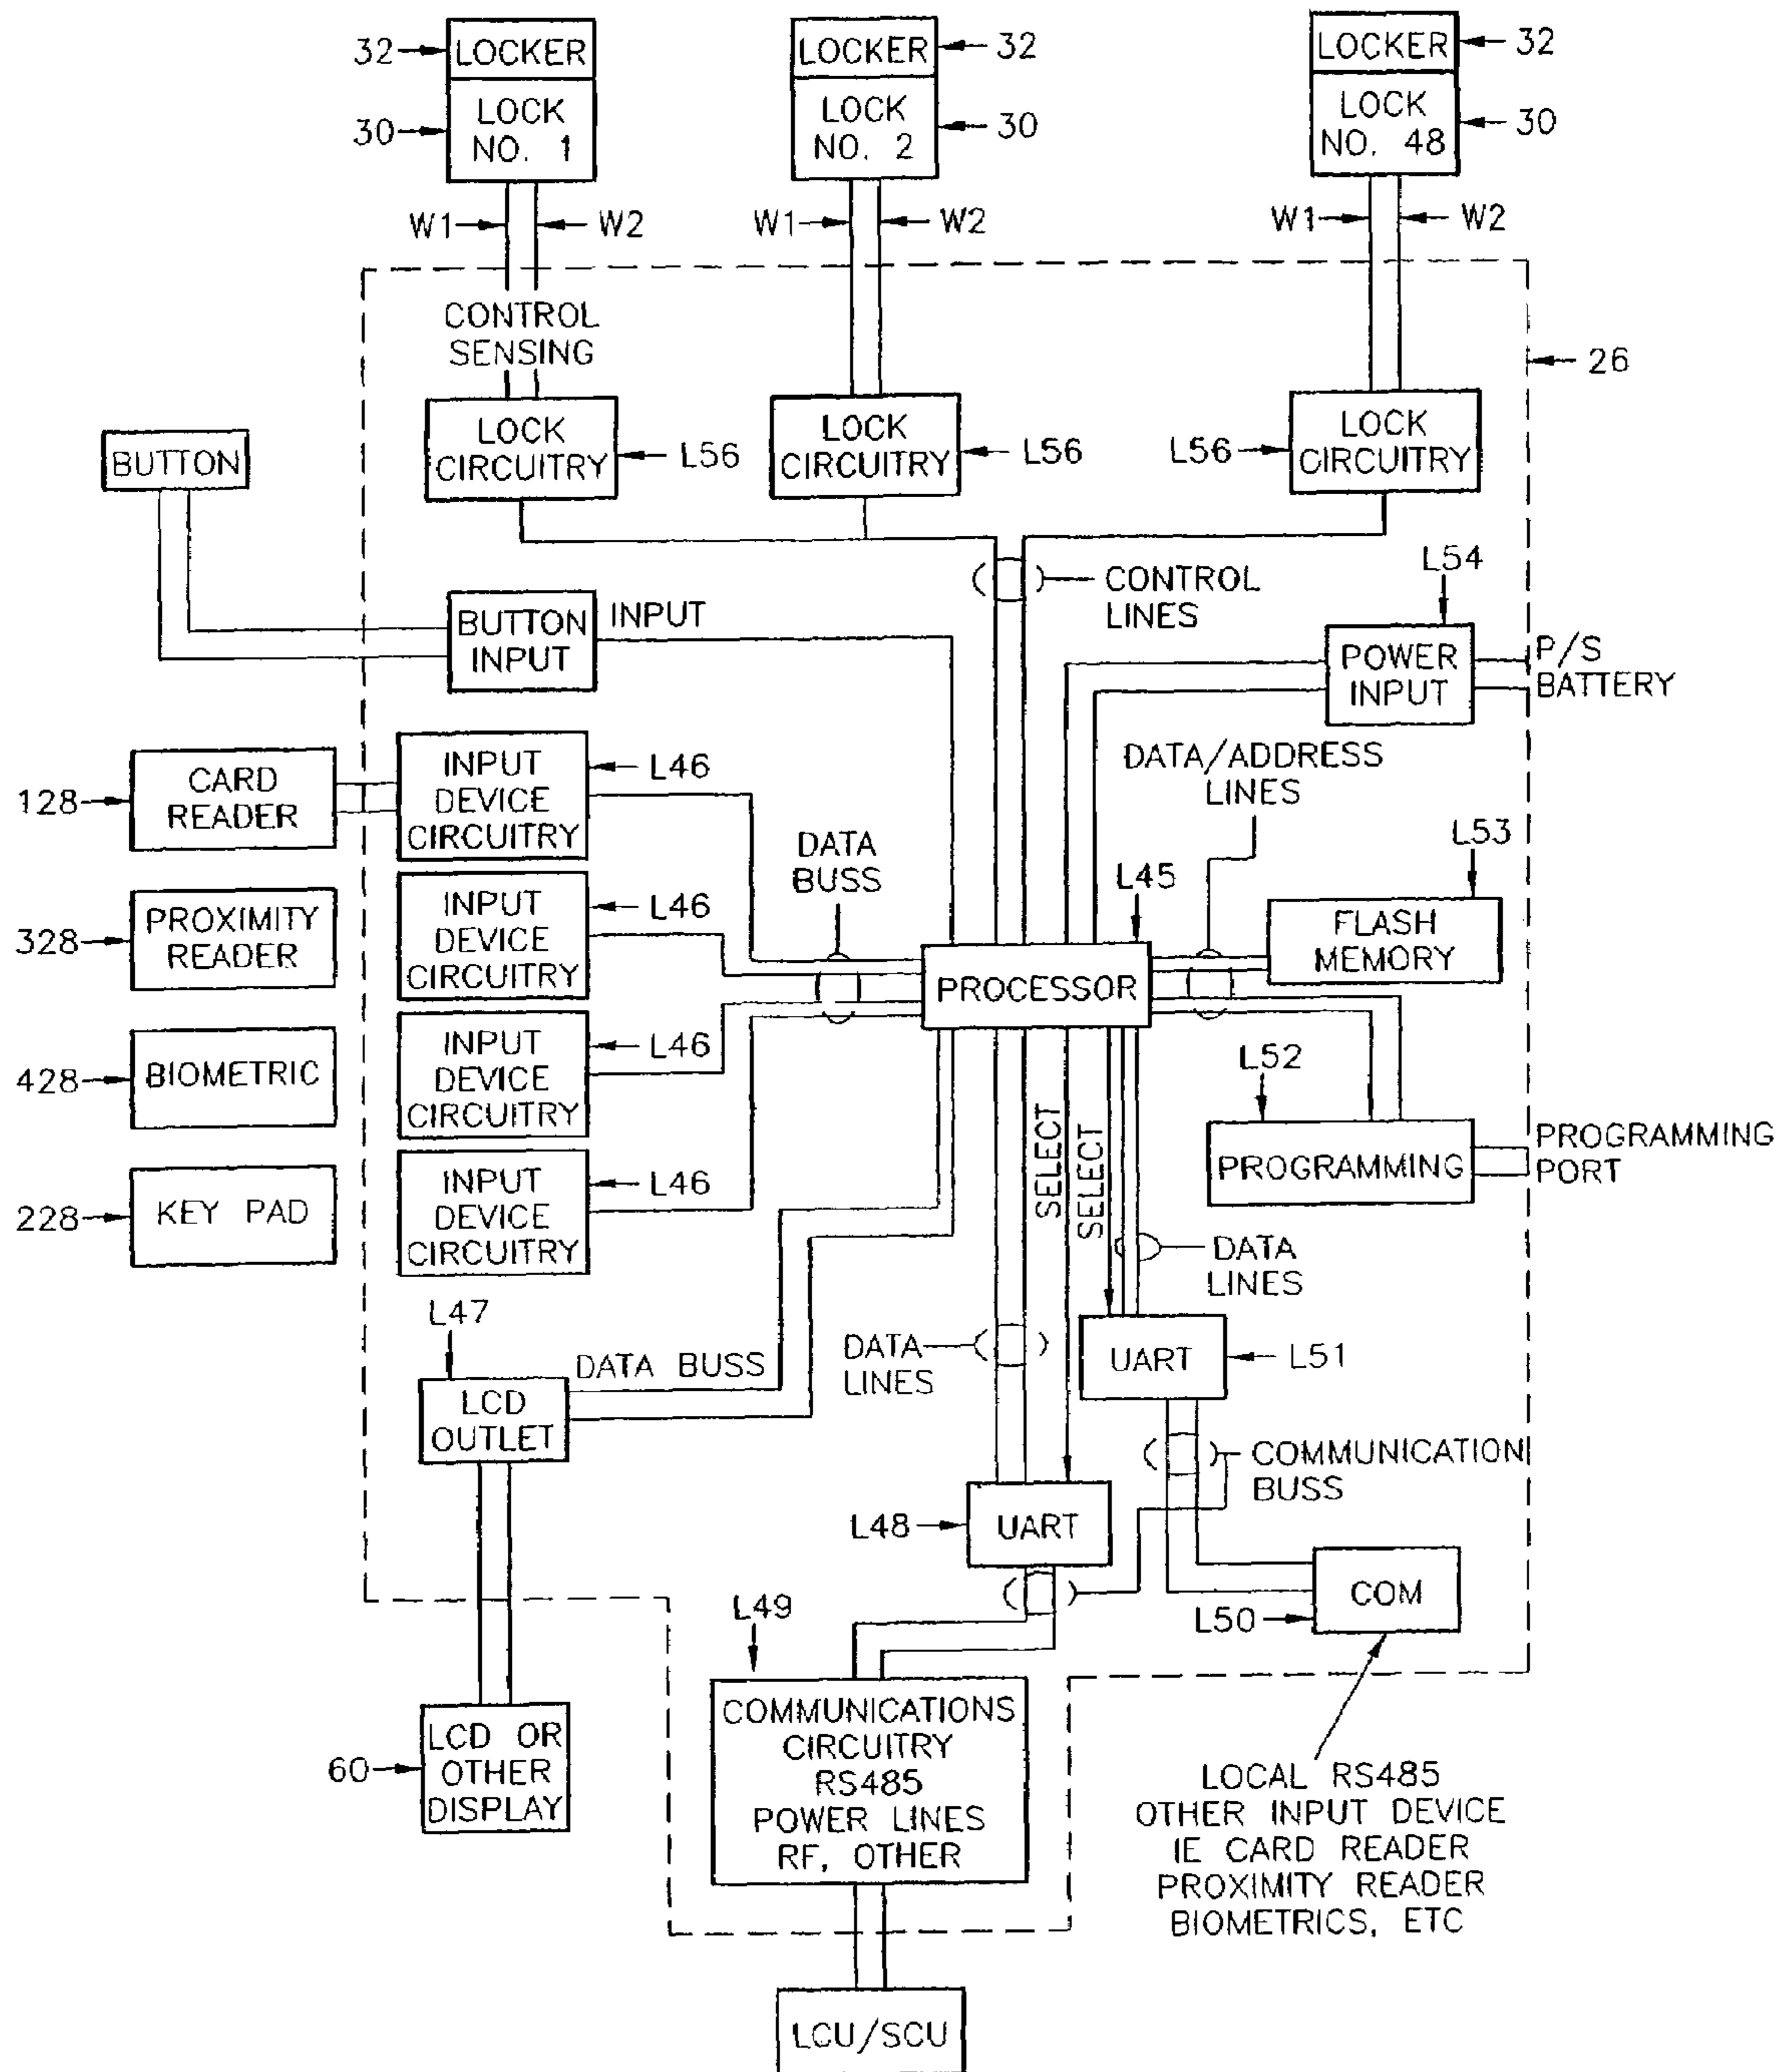 32 LOCKER
30 LOCK
NO. 1
LOCKER 32
LOCK
NO. 2 30
LOCKER 32
LOCK
NO. 48 30
W1 W2
W1 W2
W1 W2
CONTROL
SENSING
26
LOCK
CIRCUITRY L56
LOCK
CIRCUITRY L56
L56 LOCK
CIRCUITRY
BUTTON
CONTROL
LINES
L54
BUTTON
INPUT
INPUT
POWER
INPUT
P/S
BATTERY
128 CARD
READER
INPUT
DEVICE
CIRCUITRY
L46
DATA
BUSS
DATA/ADDRESS
LINES
328 PROXIMITY
READER
INPUT
DEVICE
CIRCUITRY
L46
L45
PROCESSOR
L53
FLASH
MEMORY
428 BIOMETRIC
INPUT
DEVICE
CIRCUITRY
L46
L52
PROGRAMMING
PROGRAMMING
PORT
228 KEY PAD
INPUT
DEVICE
CIRCUITRY
L46
SELECT
SELECT
DATA
LINES
L47
LCD
OUTLET
DATA BUSS
DATA
LINES
UART L51
COMMUNICATION
BUSS
L48 UART
L50 COM
L49
COMMUNICATIONS
CIRCUITRY
RS485
POWER LINES
RF, OTHER
60 LCD OR
OTHER
DISPLAY
LOCAL RS485
OTHER INPUT DEVICE
IE CARD READER
PROXIMITY READER
BIOMETRICS, ETC
LCU/SCU